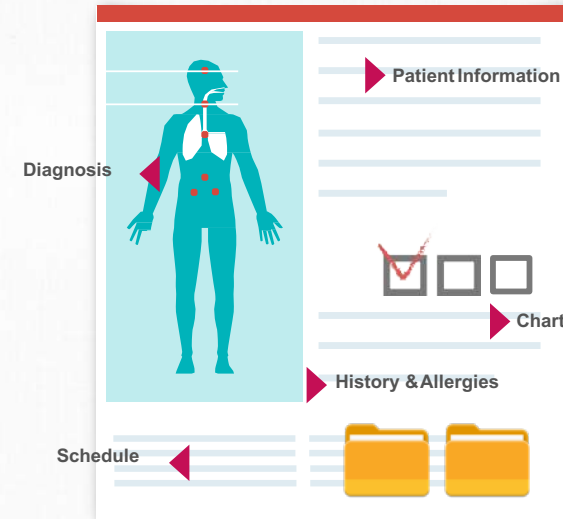 Patient Information
Diagnosis
Chart
History & Allergies
Schedule